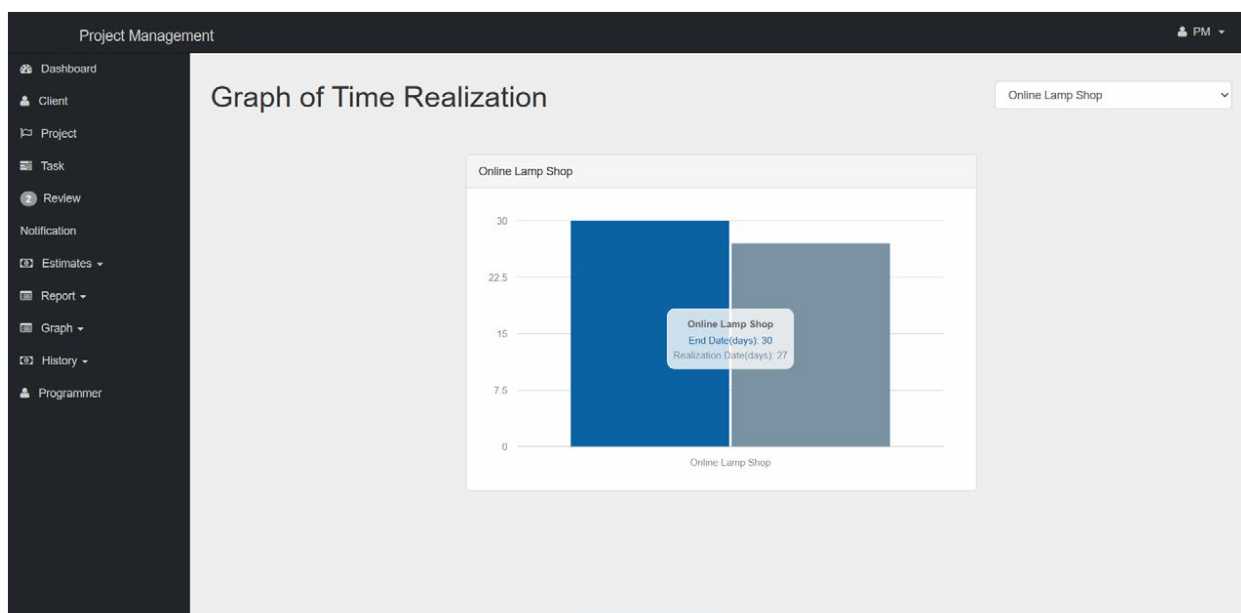 Project Management
PM
Dashboard
Client
Project
Task
2 Review
Notification
Estimates
Report
Graph
History
Programmer
Graph of Time Realization
Online Lamp Shop
Online Lamp Shop
30
22.5
15
7.5
0
Online Lamp Shop
End Date(days): 30
Realization Date(days): 27
Online Lamp Shop